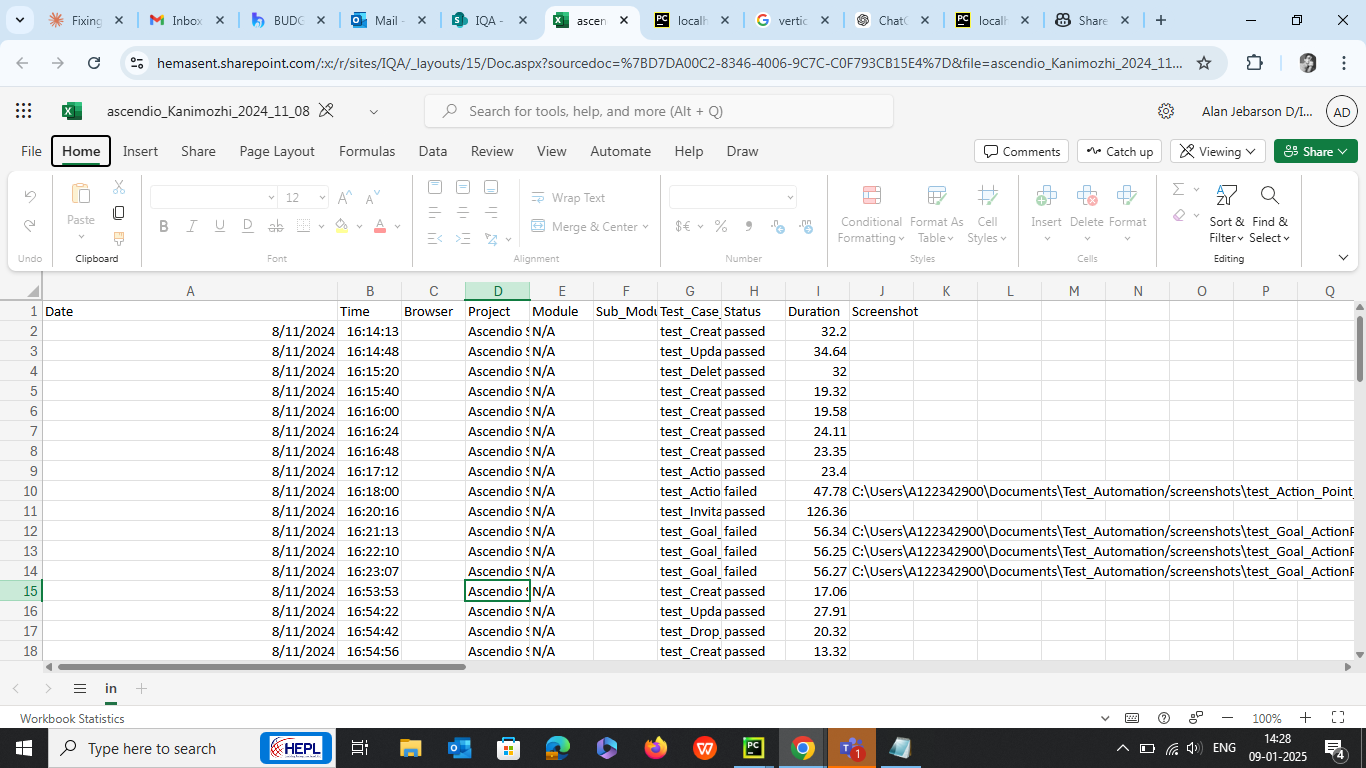 Fixing
Inbox
BUDG
Mail -
IQA -
ascen
localh
vertic
ChatG
localh
Share
hemasent.sharepoint.com/:x:/r/sites/IQA/_layouts/15/Doc.aspx?sourcedoc=%7BD7DA00C2-8346-4006-9C7C-C0F793CB15E4%7D&file=ascendio_Kanimozhi_2024_11...
ascendio_Kanimozhi_2024_11_08
Search for tools, help, and more (Alt + Q)
Alan Jebarson D/I...
AD
File Home Insert Share Page Layout Formulas Data Review View Automate Help Draw
Comments Catch up Viewing Share
12
Paste
Wrap Text
Merge & Center
Conditional Formatting
Format As Table
Cell Styles
Insert Delete Format
Sort & Filter
Find & Select
Undo Clipboard Font Alignment Number Styles Cells Editing
A B C D E F G H I J K L M N O P Q
1 Date Time Browser Project Module Sub_Modu Test_Case_ Status Duration Screenshot
2 8/11/2024 16:14:13 Ascendio S N/A test_Creat passed 32.2
3 8/11/2024 16:14:48 Ascendio S N/A test_Upda passed 34.64
4 8/11/2024 16:15:20 Ascendio S N/A test_Delet passed 32
5 8/11/2024 16:15:40 Ascendio S N/A test_Creat passed 19.32
6 8/11/2024 16:16:00 Ascendio S N/A test_Creat passed 19.58
7 8/11/2024 16:16:24 Ascendio S N/A test_Creat passed 24.11
8 8/11/2024 16:16:48 Ascendio S N/A test_Creat passed 23.35
9 8/11/2024 16:17:12 Ascendio S N/A test_Actio passed 23.4
10 8/11/2024 16:18:00 Ascendio S N/A test_Actio failed 47.78 C:\Users\A122342900\Documents\Test_Automation/screenshots\test_Action_Point_
11 8/11/2024 16:20:16 Ascendio S N/A test_Invita passed 126.36
12 8/11/2024 16:21:13 Ascendio S N/A test_Goal_ failed 56.34 C:\Users\A122342900\Documents\Test_Automation/screenshots\test_Goal_ActionP
13 8/11/2024 16:22:10 Ascendio S N/A test_Goal_ failed 56.25 C:\Users\A122342900\Documents\Test_Automation/screenshots\test_Goal_ActionP
14 8/11/2024 16:23:07 Ascendio S N/A test_Goal_ failed 56.27 C:\Users\A122342900\Documents\Test_Automation/screenshots\test_Goal_ActionP
15 8/11/2024 16:53:53 Ascendio S N/A test_Creat passed 17.06
16 8/11/2024 16:54:22 Ascendio S N/A test_Upda passed 27.91
17 8/11/2024 16:54:42 Ascendio S N/A test_Drop_ passed 20.32
18 8/11/2024 16:54:56 Ascendio S N/A test_Creat passed 13.32
in
Workbook Statistics
100%
Type here to search
HEPL
ENG
14:28
09-01-2025
1
4